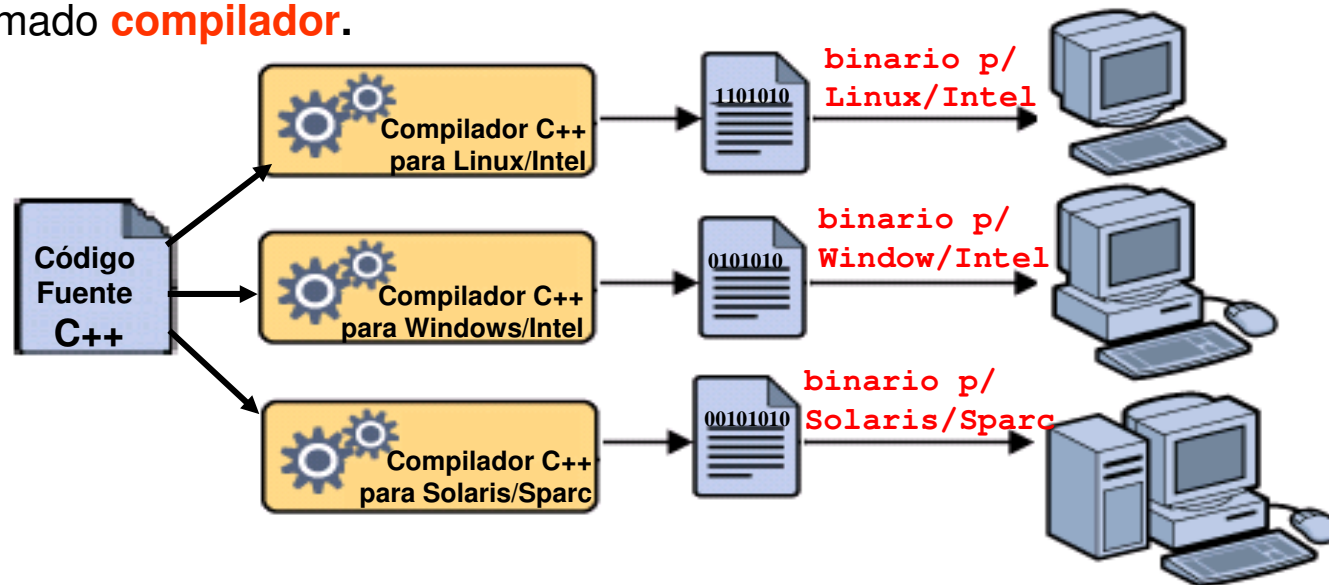 mado compilador.
binario p/
Linux/Intel
1101010
Compilador C++
para Linux/Intel
Código
Fuente
C++
binario p/
Window/Intel
0101010
Compilador C++
para Windows/Intel
binario p/
Solaris/Sparc
00101010
Compilador C++
para Solaris/Sparc